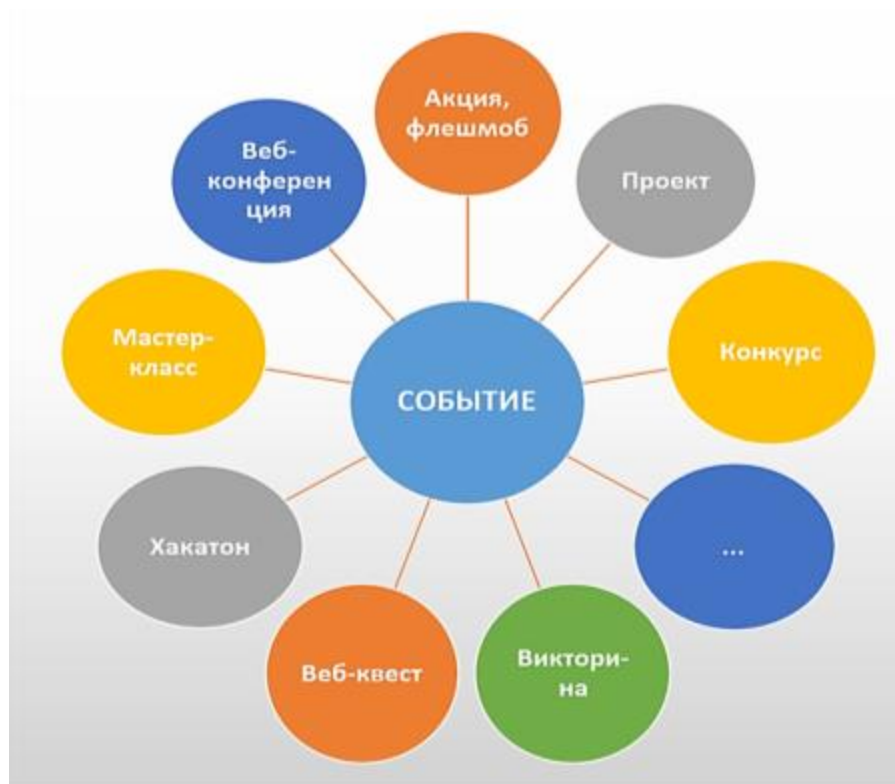 Акция,
флешмоб
Веб-
конферен
ция
Проект
Мастер-
класс
Конкурс
СОБЫТИЕ
Хакатон
...
Веб-квест
Виктори-
на